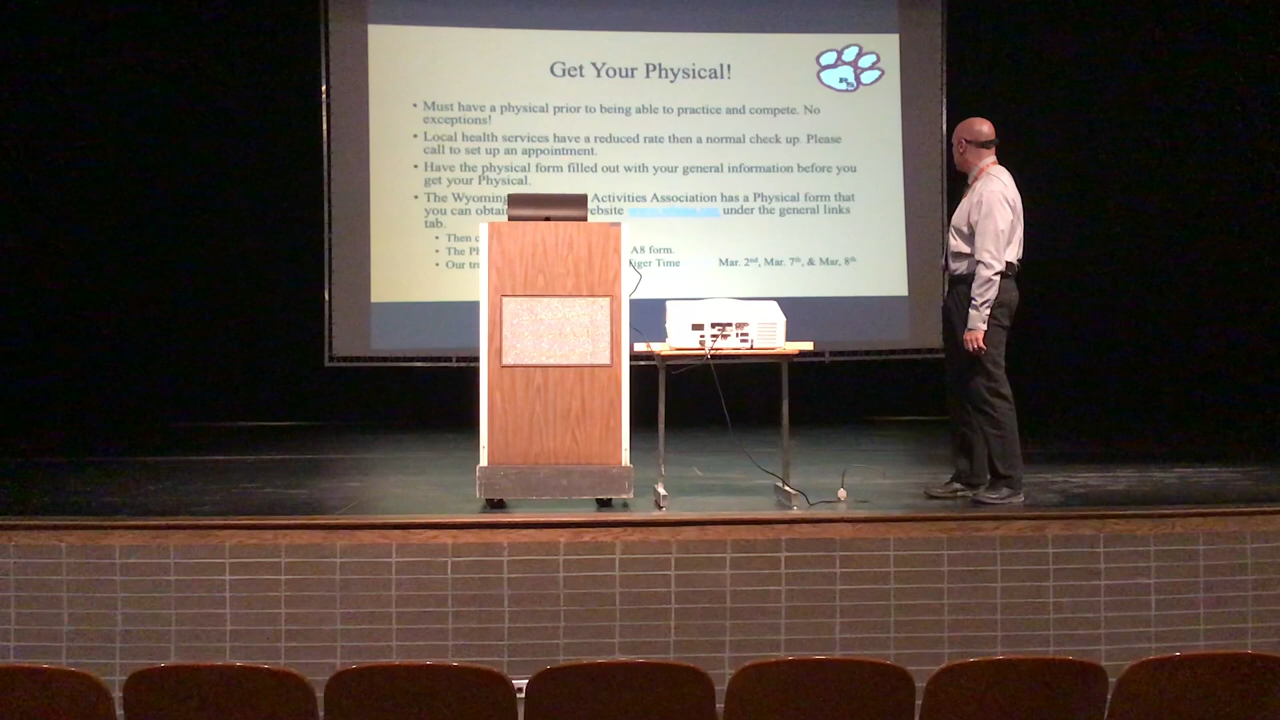 Get Your Physical!
RS
• Must have a physical prior to being able to practice and compete. No
exceptions!
• Local health services have a reduced rate then a normal check up. Please
call to set up an appointment.
• Have the physical form filled out with your general information before you
get your Physical.
• The Wyoming Activities Association has a Physical form that
you can obtain under the general links
tab.
• Then
• The A8 form.
• Our Tiger Time Mar. 2nd, Mar. 7th, & Mar, 8th